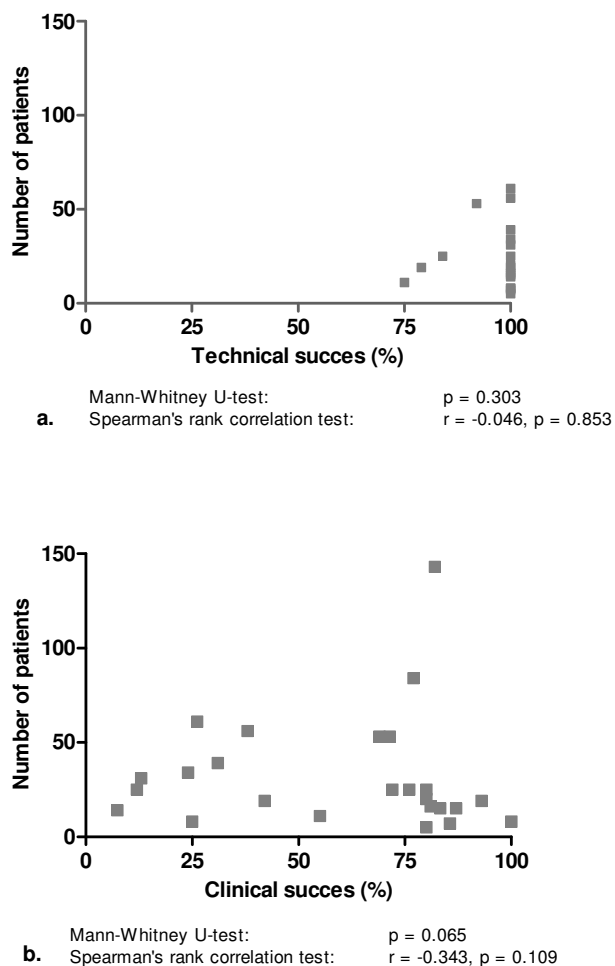 150
100
50
0
Number of patients
0 25 50 75 100
Technical succes (%)
Mann-Whitney U-test: p = 0.303
a. Spearman's rank correlation test: r = -0.046, p = 0.853
150
100
50
0
Number of patients
0 25 50 75 100
Clinical succes (%)
Mann-Whitney U-test: p = 0.065
b. Spearman's rank correlation test: r = -0.343, p = 0.109